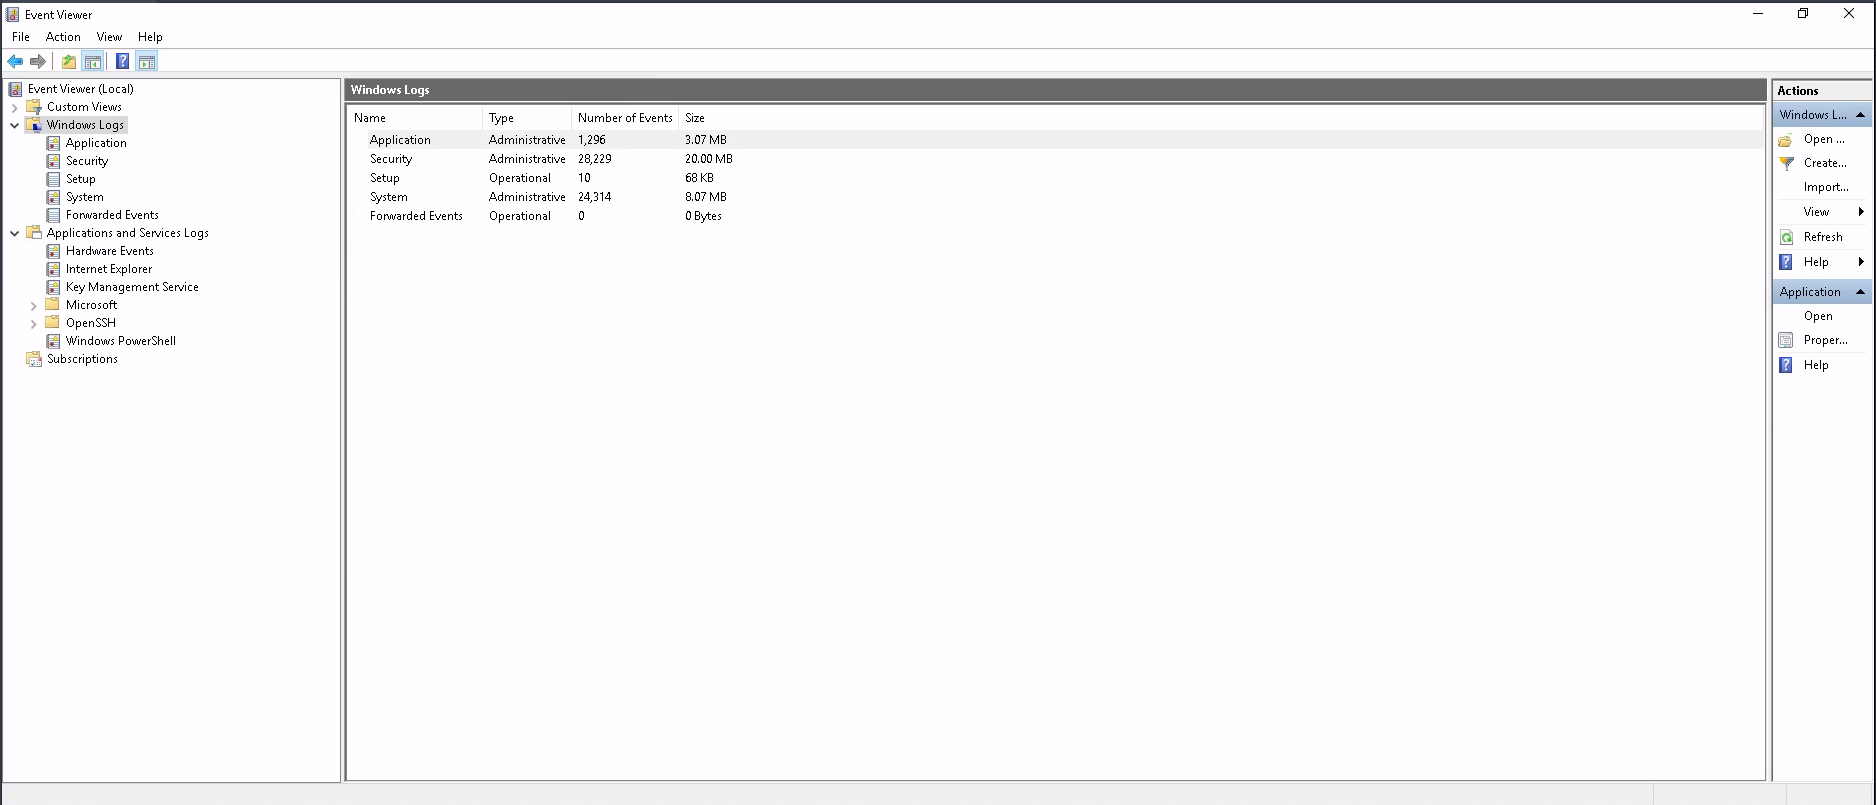 Event Viewer
File Action View Help
Event Viewer (Local)
Custom Views
Windows Logs
Application
Security
Setup
System
Forwarded Events
Applications and Services Logs
Hardware Events
Internet Explorer
Key Management Service
Microsoft
OpenSSH
Windows PowerShell
Subscriptions
Windows Logs
Name Type Number of Events Size
Application Administrative 1,296 3.07 MB
Security Administrative 28,229 20.00 MB
Setup Operational 10 68 KB
System Administrative 24,314 8.07 MB
Forwarded Events Operational 0 0 Bytes
Actions
Windows L...
Open ...
Create...
Import...
View
Refresh
Help
Application
Open
Proper...
Help